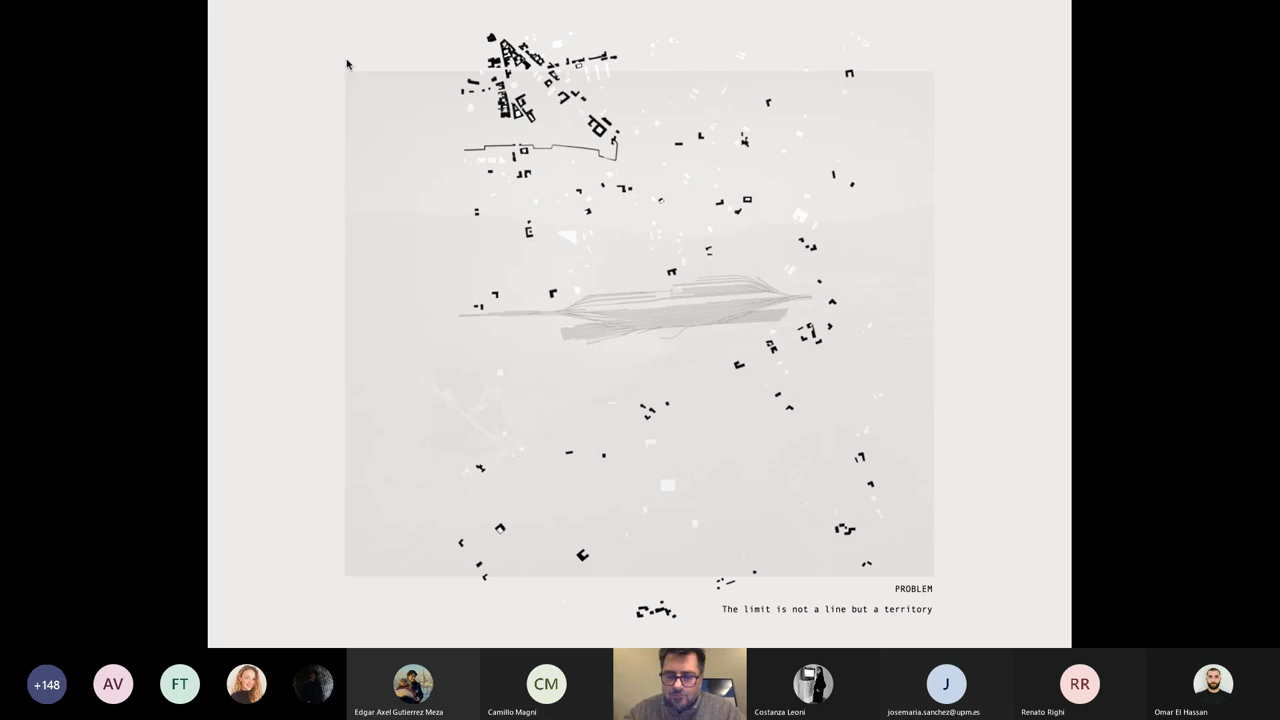 PROBLEM
The limit is not a line but a territory
+148
AV
FT
Edgar Axel Gutierrez Meza
CM
Camillo Magni
Costanza Leoni
J
josemaria.sanchez@upm.es
RR
Renato Righi
Omar El Hassan